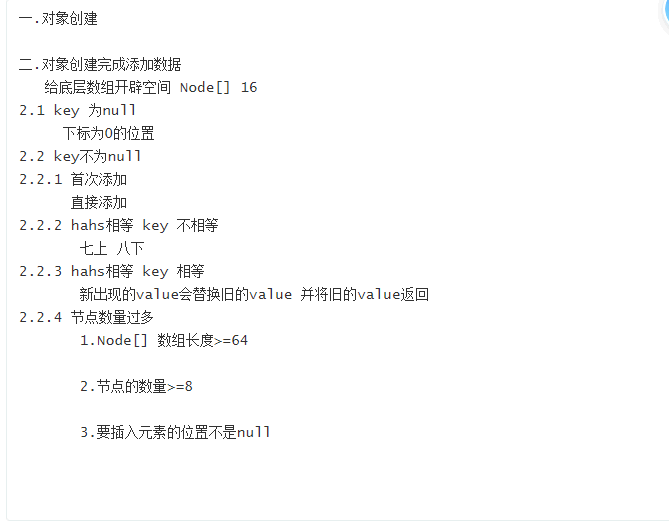 一.对象创建
二.对象创建完成添加数据
给底层数组开辟空间 Node[] 16
2.1 key 为null
下标为0的位置
2.2 key不为null
2.2.1 首次添加
直接添加
2.2.2 hahs相等 key 不相等
七上 八下
2.2.3 hahs相等 key 相等
新出现的value会替换旧的value 并将旧的value返回
2.2.4 节点数量过多
1.Node[] 数组长度>=64
2.节点的数量>=8
3.要插入元素的位置不是null